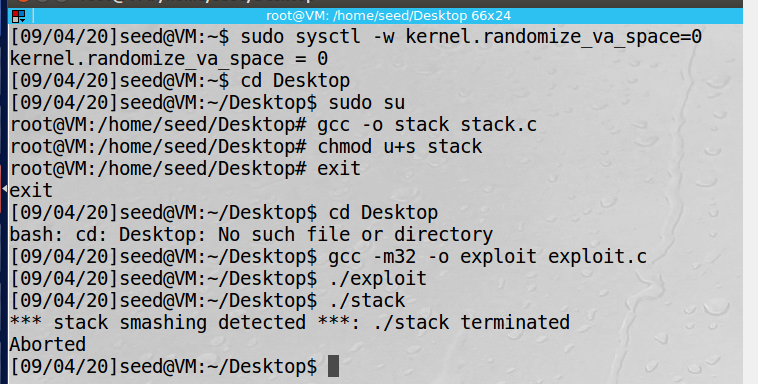 root@VM: /home/seed/Desktop 66x24
[09/04/20]seed@VM:~$ sudo sysctl -w kernel.randomize_va_space=0
kernel.randomize_va_space = 0
[09/04/20]seed@VM:~$ cd Desktop
[09/04/20]seed@VM:~/Desktop$ sudo su
root@VM:/home/seed/Desktop# gcc -o stack stack.c
root@VM:/home/seed/Desktop# chmod u+s stack
root@VM:/home/seed/Desktop# exit
exit
[09/04/20]seed@VM:~/Desktop$ cd Desktop
bash: cd: Desktop: No such file or directory
[09/04/20]seed@VM:~/Desktop$ gcc -m32 -o exploit exploit.c
[09/04/20]seed@VM:~/Desktop$ ./exploit
[09/04/20]seed@VM:~/Desktop$ ./stack
*** stack smashing detected ***: ./stack terminated
Aborted
[09/04/20]seed@VM:~/Desktop$